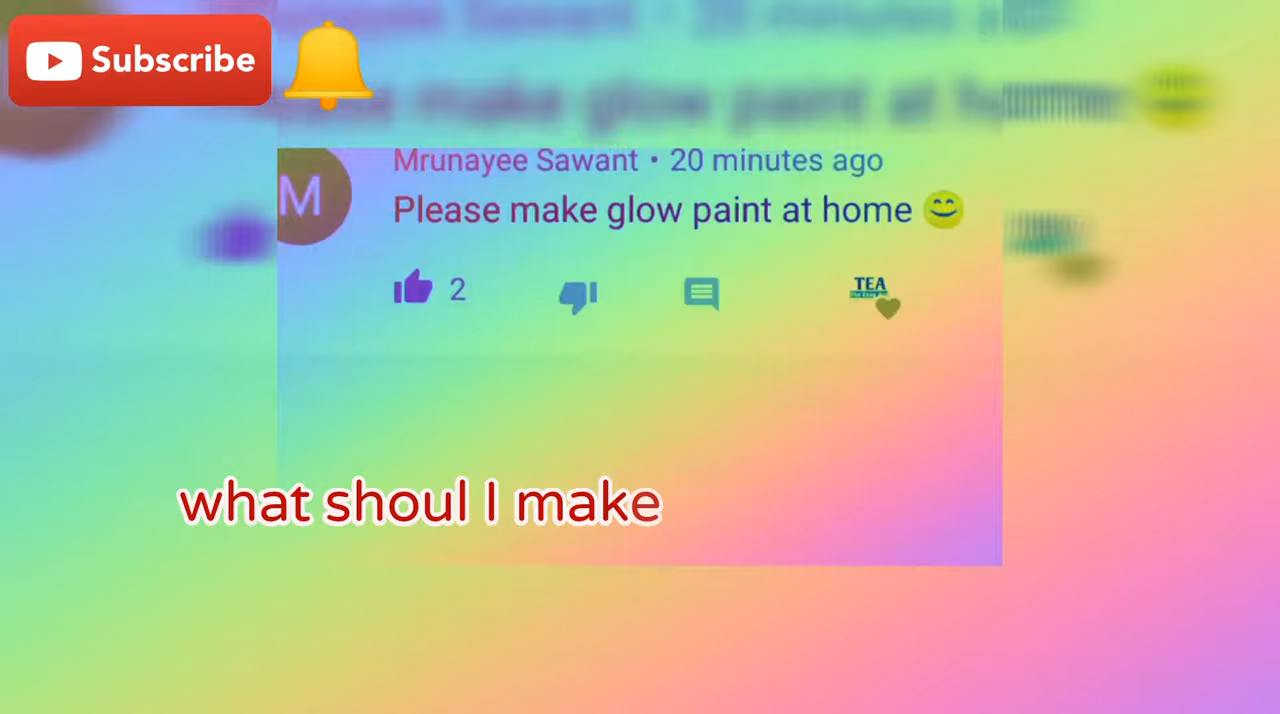 Subscribe
Mrunayee Sawant • 20 minutes ago
M
Please make glow paint at home 😊
2
TEA
what shoul I make